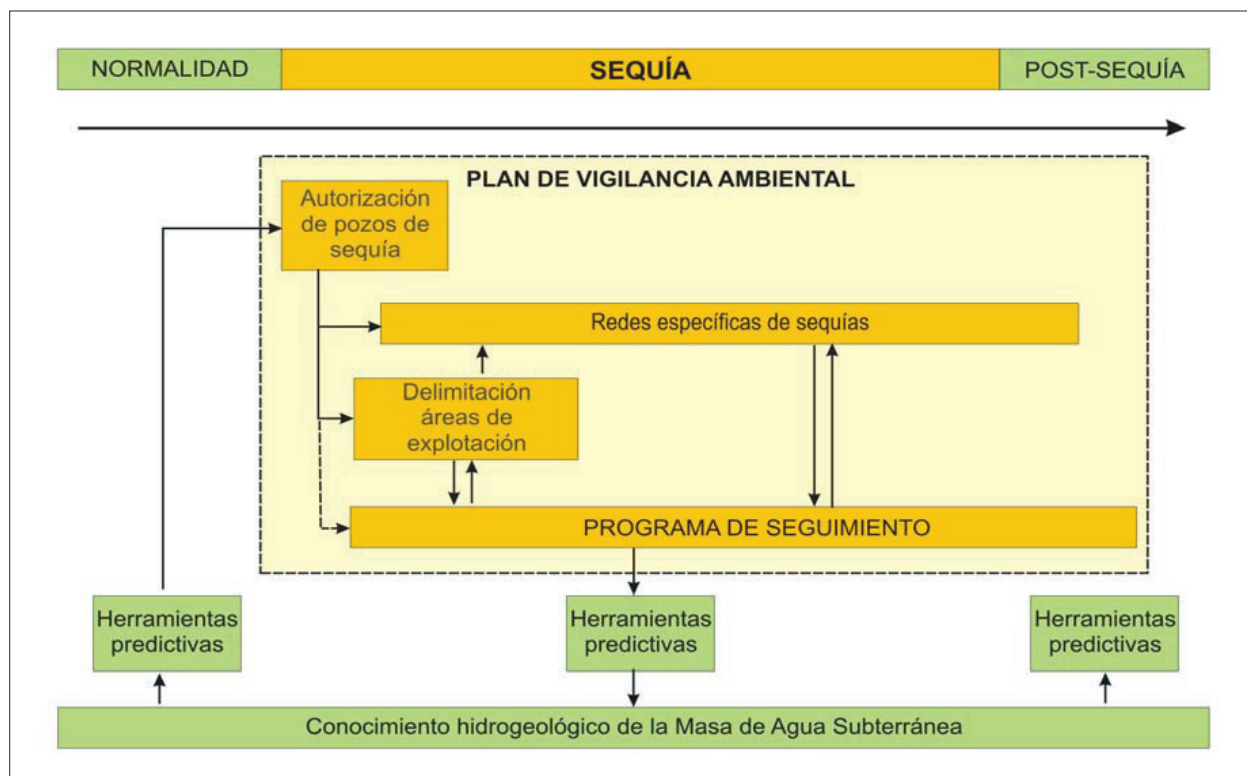 NORMALIDAD
SEQUÍA
POST-SEQUÍA
PLAN DE VIGILANCIA AMBIENTAL
Autorización
de pozos de
sequía
Redes específicas de sequías
Delimitación
áreas de
explotación
PROGRAMA DE SEGUIMIENTO
Herramientas
predictivas
Herramientas
predictivas
Herramientas
predictivas
Conocimiento hidrogeológico de la Masa de Agua Subterránea